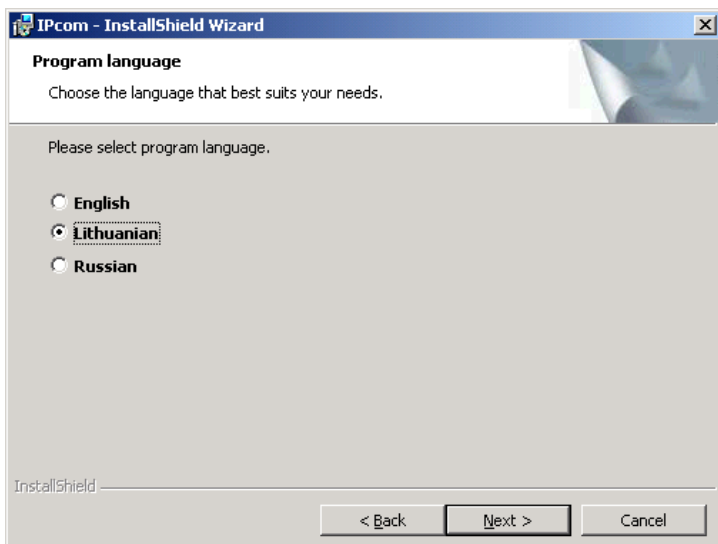 IPcom - InstallShield Wizard
Program language
Choose the language that best suits your needs.
Please select program language.
English
Lithuanian
Russian
InstallShield
< Back
Next >
Cancel